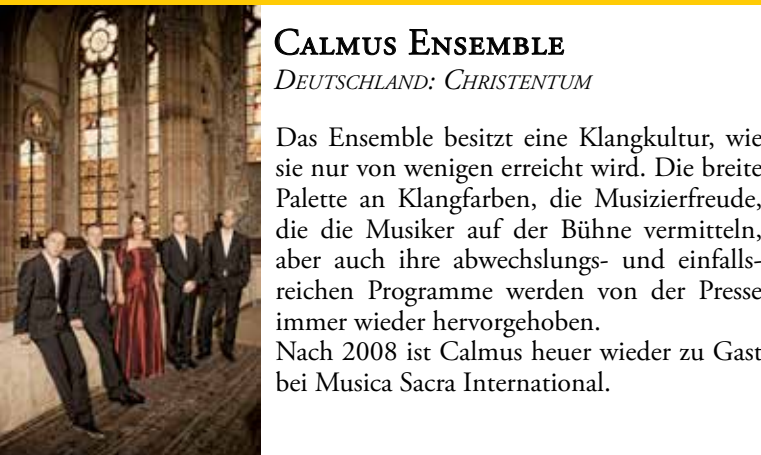 Calmus Ensemble
Deutschland: Christentum
Das Ensemble besitzt eine Klangkultur, wie
sie nur von wenigen erreicht wird. Die breite
Palette an Klangfarben, die Musizierfreude,
die die Musiker auf der Bühne vermitteln,
aber auch ihre abwechslungs- und einfalls-
reichen Programme werden von der Presse
immer wieder hervorgehoben.
Nach 2008 ist Calmus heuer wieder zu Gast
bei Musica Sacra International.